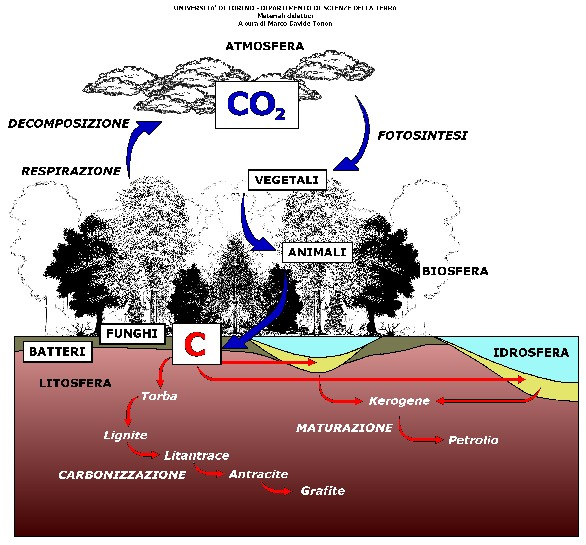 UNIVERSITA' DI TORINO - DIPARTIMENTO DI SCIENZE DELLA TERRA
Materiali didattici
A cura di Marco Davide Tonon
ATMOSFERA
CO2
DECOMPOSIZIONE
FOTOSINTESI
RESPIRAZIONE
VEGETALI
ANIMALI
BIOSFERA
FUNGHI
C
BATTERI
IDROSFERA
LITOSFERA
Torba
Kerogene
MATURAZIONE
Lignite
Petrolio
Litantrace
CARBONIZZAZIONE
Antracite
Grafite